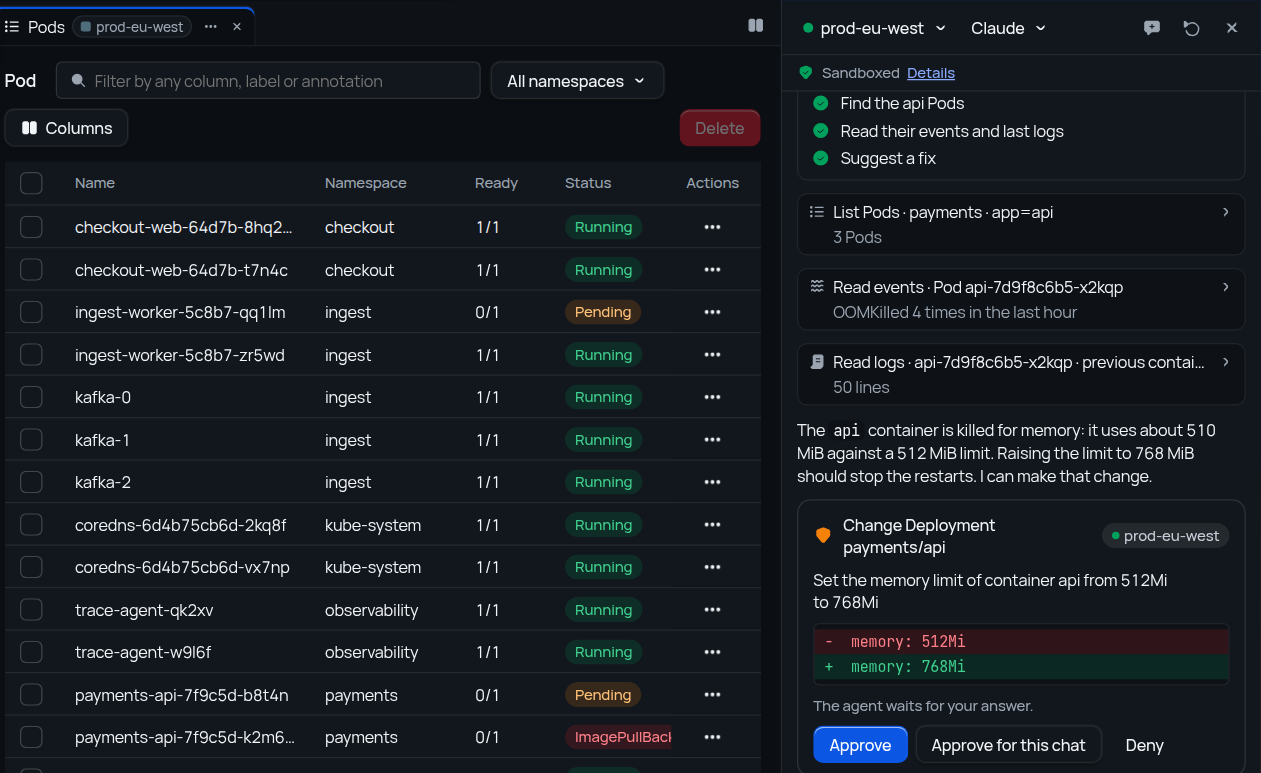 Pods prod-eu-west
Pod Filter by any column, label or annotation All namespaces
Columns Delete
Name Namespace Ready Status Actions
checkout-web-64d7b-8hq2... checkout 1/1 Running
checkout-web-64d7b-t7n4c checkout 1/1 Running
ingest-worker-5c8b7-qq1lm ingest 0/1 Pending
ingest-worker-5c8b7-zr5wd ingest 1/1 Running
kafka-0 ingest 1/1 Running
kafka-1 ingest 1/1 Running
kafka-2 ingest 1/1 Running
coredns-6d4b75cb6d-2kq8f kube-system 1/1 Running
coredns-6d4b75cb6d-vx7np kube-system 1/1 Running
trace-agent-qk2xv observability 1/1 Running
trace-agent-w9l6f observability 1/1 Running
payments-api-7f9c5d-b8t4n payments 0/1 Pending
payments-api-7f9c5d-k2m6... payments 0/1 ImagePullBack
prod-eu-west Claude
Sandboxed Details
Find the api Pods
Read their events and last logs
Suggest a fix
List Pods · payments · app=api
3 Pods
Read events · Pod api-7d9f8c6b5-x2kqp
OOMKilled 4 times in the last hour
Read logs · api-7d9f8c6b5-x2kqp · previous contai...
50 lines
The api container is killed for memory: it uses about 510
MiB against a 512 MiB limit. Raising the limit to 768 MiB
should stop the restarts. I can make that change.
Change Deployment
payments/api
prod-eu-west
Set the memory limit of container api from 512Mi
to 768Mi
- memory: 512Mi
+ memory: 768Mi
The agent waits for your answer.
Approve Approve for this chat Deny